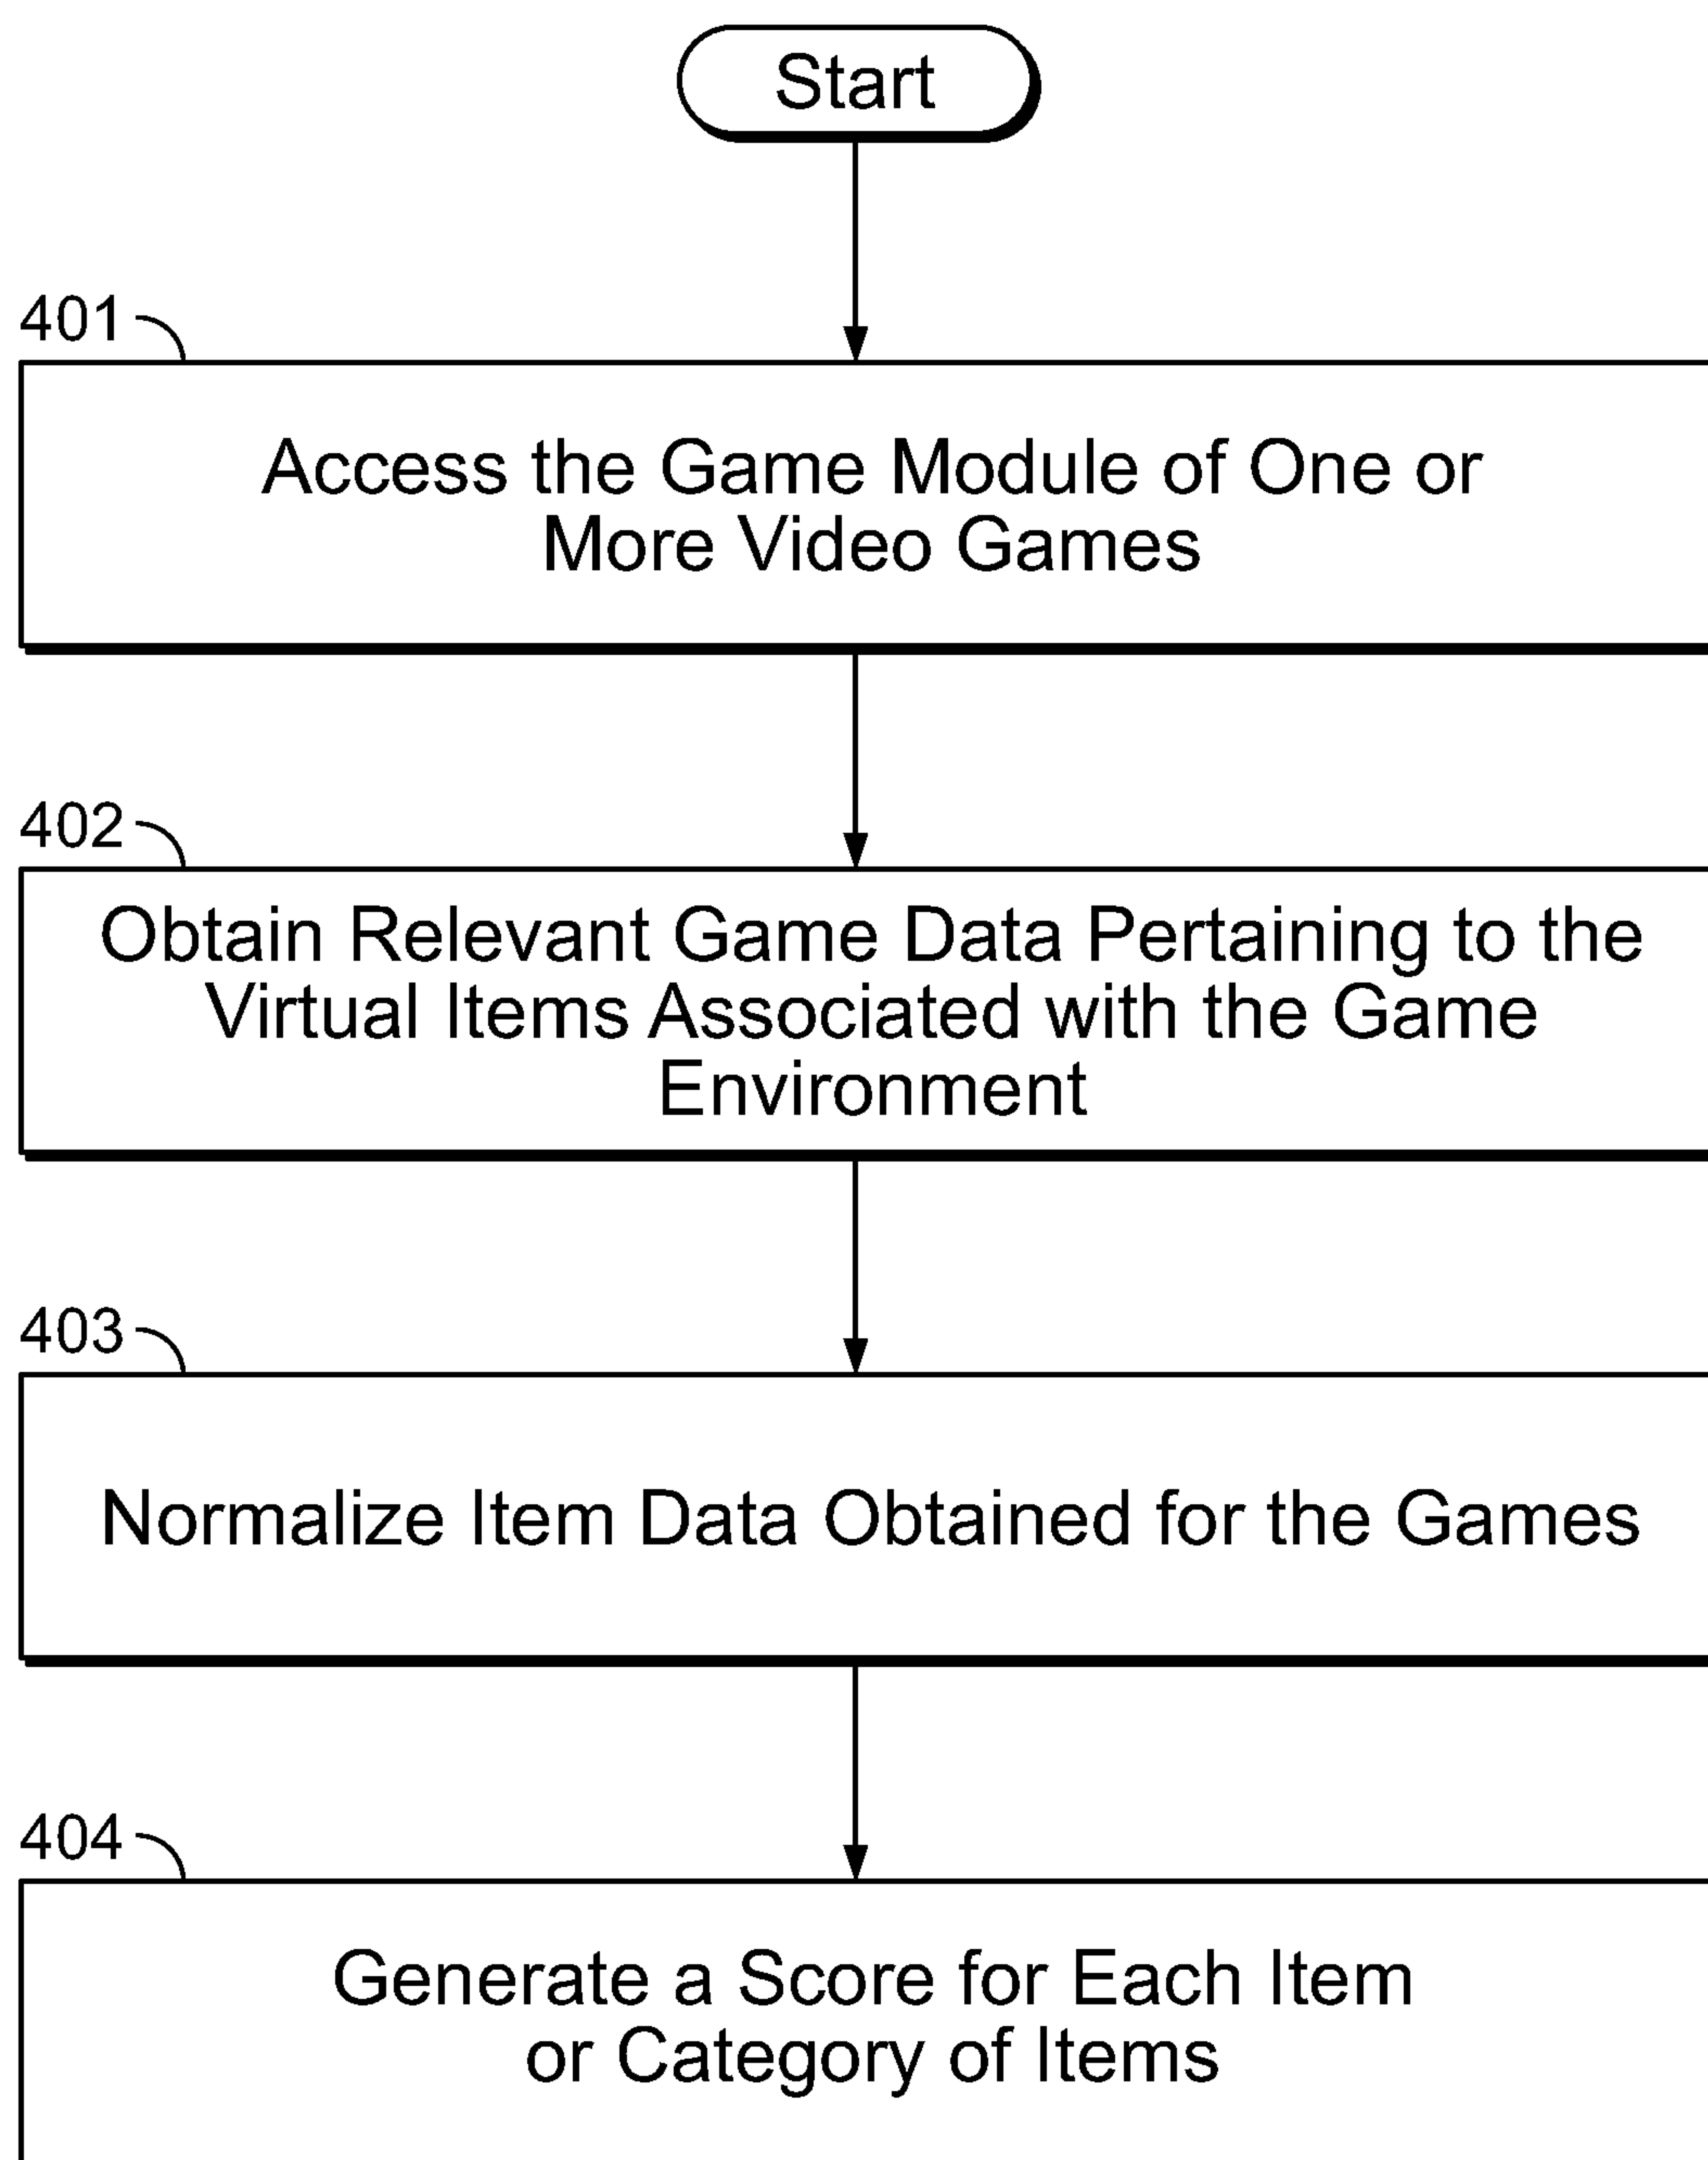 Start
401
Access the Game Module of One or
More Video Games
402
Obtain Relevant Game Data Pertaining to the
Virtual Items Associated with the Game
Environment
403
Normalize Item Data Obtained for the Games
404
Generate a Score for Each Item
or Category of Items